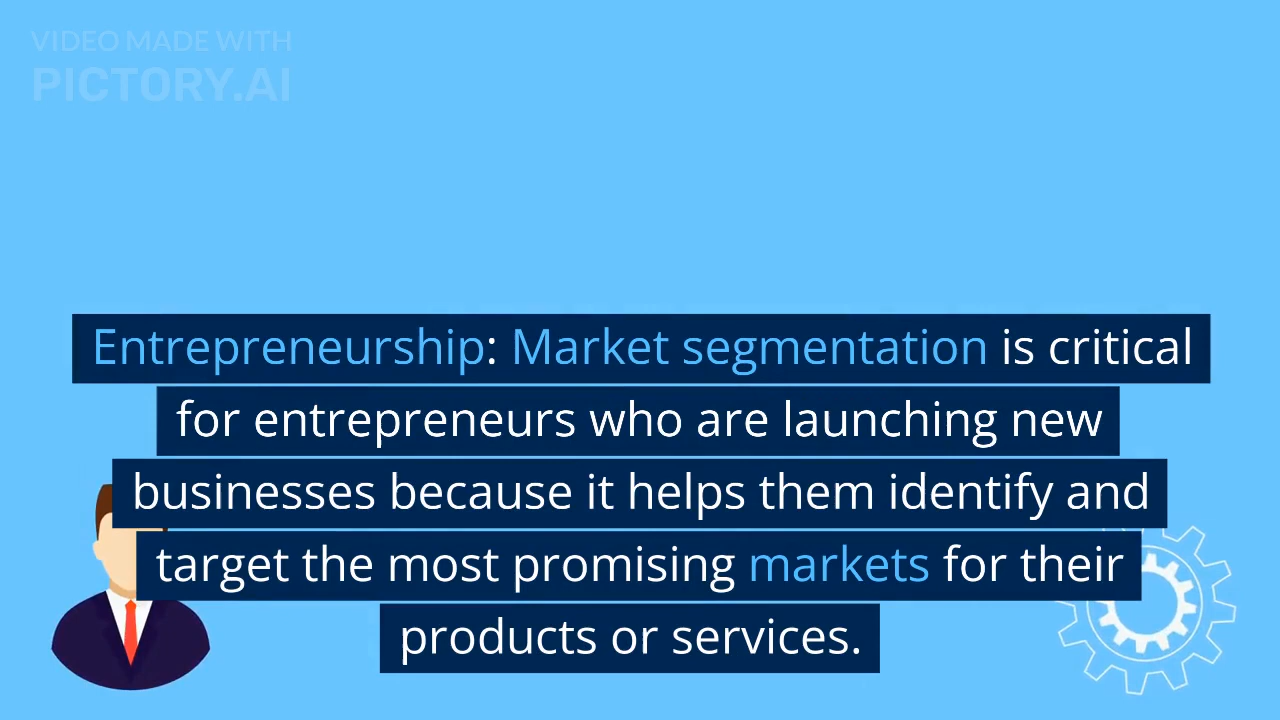 VIDEO MADE WITH
PICTORY.AI
Entrepreneurship: Market segmentation is critical
for entrepreneurs who are launching new
businesses because it helps them identify and
target the most promising markets for their
products or services.